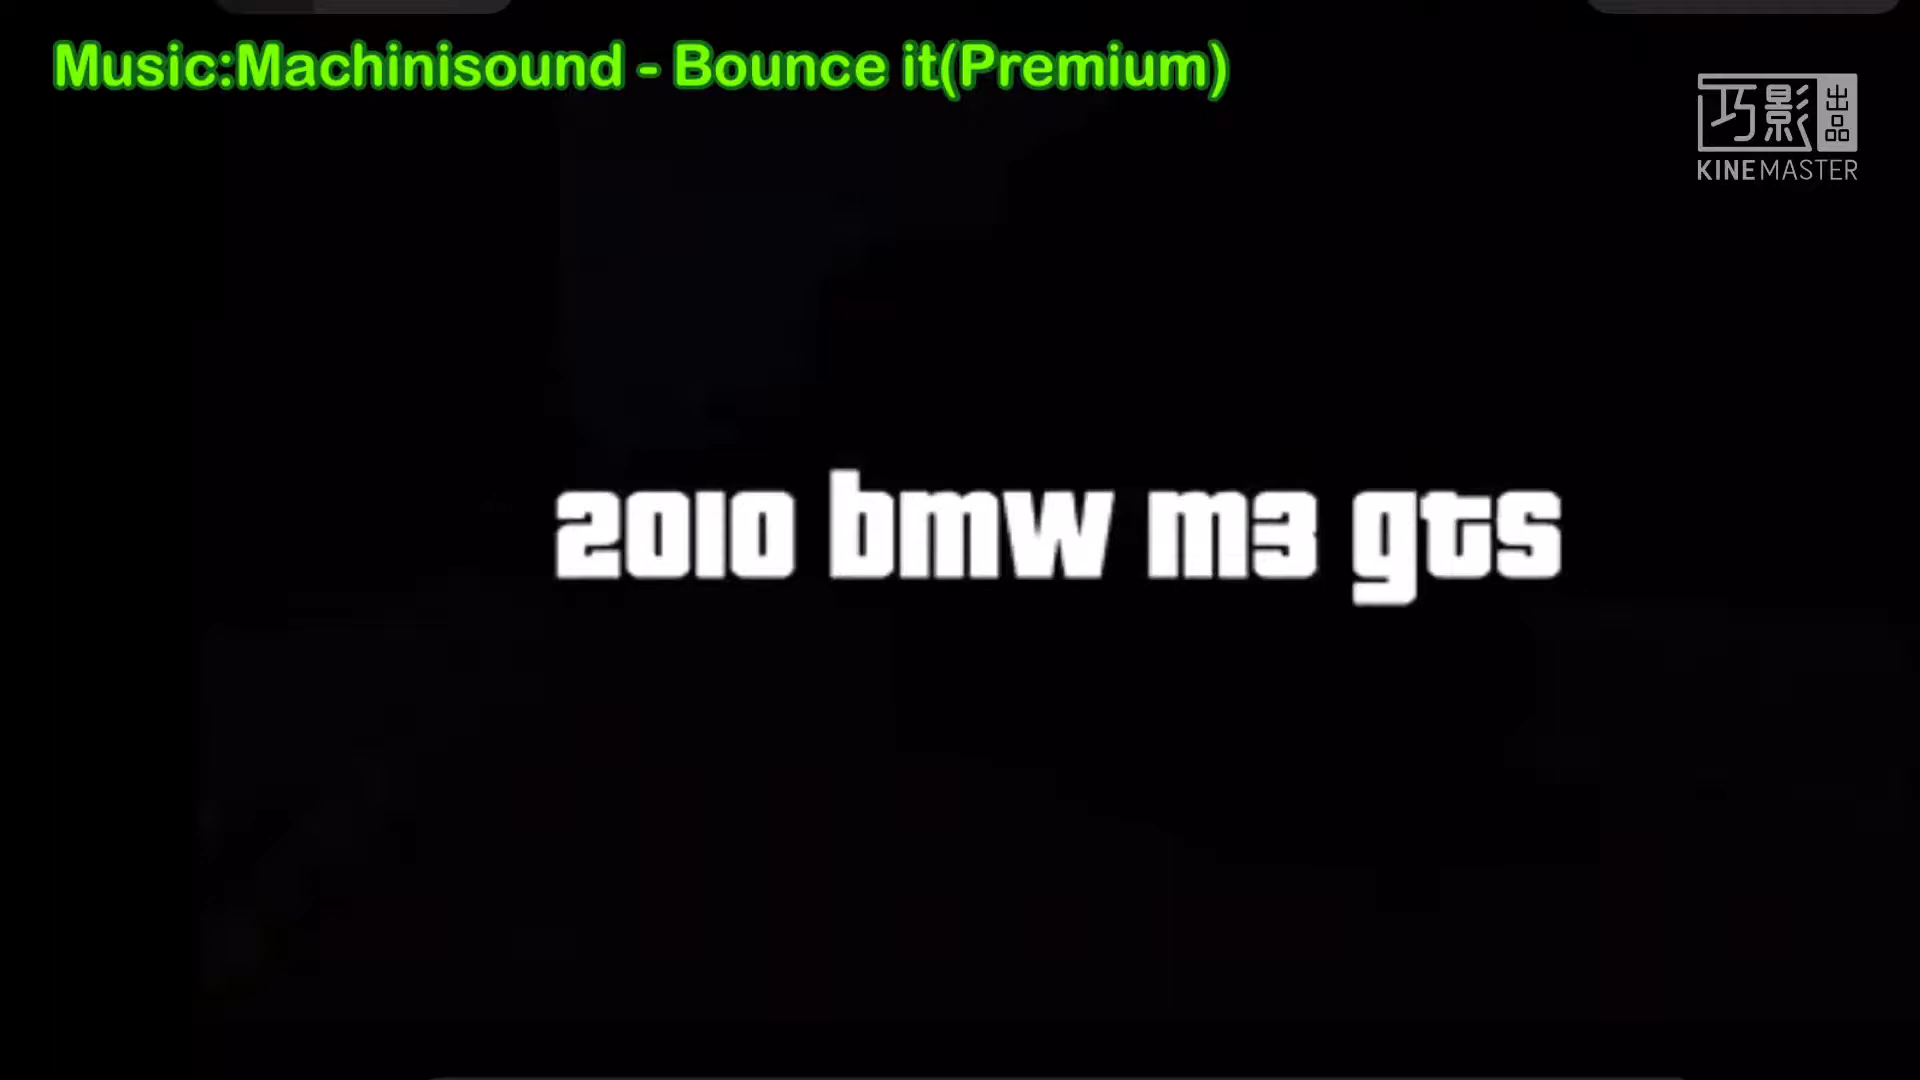 Music:Machinisound - Bounce it(Premium)
巧影出品
KINEMASTER
2010 bmw m3 gts